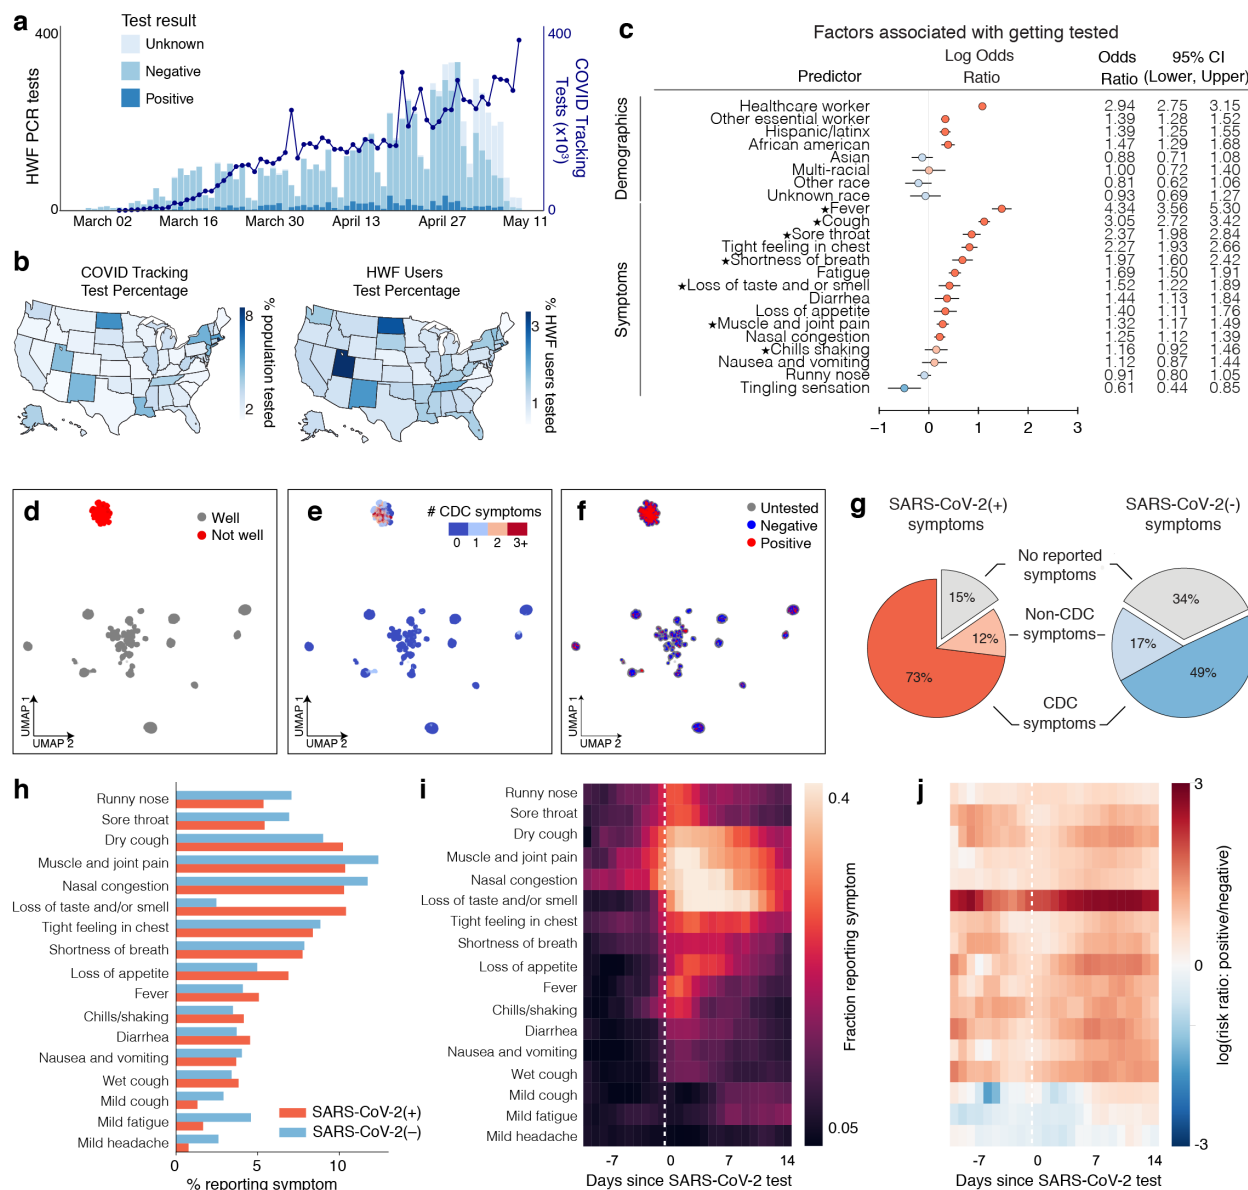 a
Test result
Unknown
Negative
Positive
400
0
HWF PCR tests
400
0
COVID Tracking
Tests (x10³)
March 02
March 16
March 30
April 13
April 27
May 11
b
COVID Tracking
Test Percentage
8
2
% population tested
HWF Users
Test Percentage
3
1
% HWF users tested
c
Factors associated with getting tested
Predictor
Log Odds
Ratio
Odds
Ratio
95% CI
(Lower, Upper)
Demographics
Healthcare worker 2.94 2.75 3.15
Other essential worker 1.39 1.28 1.52
Hispanic/latinx 1.39 1.25 1.55
African american 1.47 1.29 1.68
Asian 0.88 0.71 1.08
Multi-racial 1.00 0.72 1.40
Other race 0.81 0.62 1.06
Unknown race 0.93 0.69 1.27
Symptoms
★Fever 4.34 3.56 5.30
★Cough 3.05 2.72 3.42
★Sore throat 2.37 1.98 2.84
Tight feeling in chest 2.27 1.93 2.66
★Shortness of breath 1.97 1.60 2.42
Fatigue 1.69 1.50 1.91
★Loss of taste and or smell 1.52 1.22 1.89
Diarrhea 1.44 1.13 1.84
Loss of appetite 1.40 1.11 1.76
★Muscle and joint pain 1.32 1.17 1.49
Nasal congestion 1.25 1.12 1.39
★Chills shaking 1.16 0.92 1.46
Nausea and vomiting 1.12 0.87 1.44
Runny nose 0.91 0.80 1.05
Tingling sensation 0.61 0.44 0.85
−1 0 1 2 3
d
Well
Not well
UMAP 1
UMAP 2
e
# CDC symptoms
0 1 2 3+
UMAP 1
UMAP 2
f
Untested
Negative
Positive
UMAP 1
UMAP 2
g
SARS-CoV-2(+)
symptoms
SARS-CoV-2(-)
symptoms
No reported
symptoms
Non-CDC
symptoms
CDC
symptoms
15%
12%
73%
34%
17%
49%
h
Runny nose
Sore throat
Dry cough
Muscle and joint pain
Nasal congestion
Loss of taste and/or smell
Tight feeling in chest
Shortness of breath
Loss of appetite
Fever
Chills/shaking
Diarrhea
Nausea and vomiting
Wet cough
Mild cough
Mild fatigue
Mild headache
SARS-CoV-2(+)
SARS-CoV-2(−)
0 5 10
% reporting symptom
i
Runny nose
Sore throat
Dry cough
Muscle and joint pain
Nasal congestion
Loss of taste and/or smell
Tight feeling in chest
Shortness of breath
Loss of appetite
Fever
Chills/shaking
Diarrhea
Nausea and vomiting
Wet cough
Mild cough
Mild fatigue
Mild headache
-7 0 7 14
Days since SARS-CoV-2 test
0.4
0.05
Fraction reporting symptom
j
-7 0 7 14
Days since SARS-CoV-2 test
3
0
-3
log(risk ratio: positive/negative)